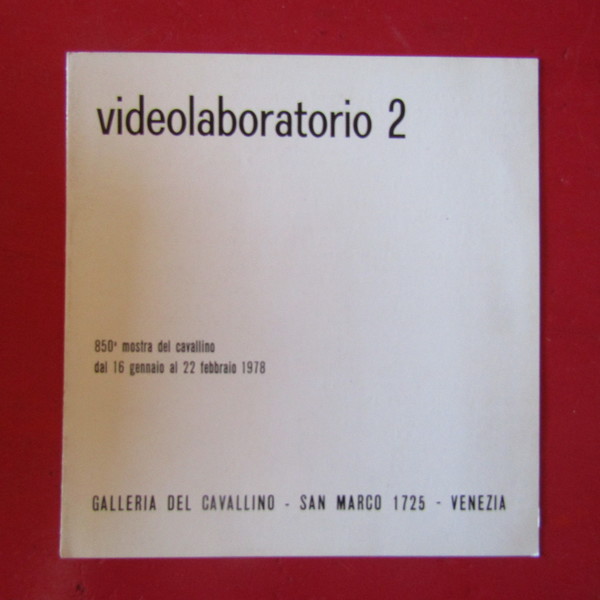 videolaboratorio 2
850ª mostra del cavallino
dal 16 gennaio al 22 febbraio 1978
GALLERIA DEL CAVALLINO - SAN MARCO 1725 - VENEZIA